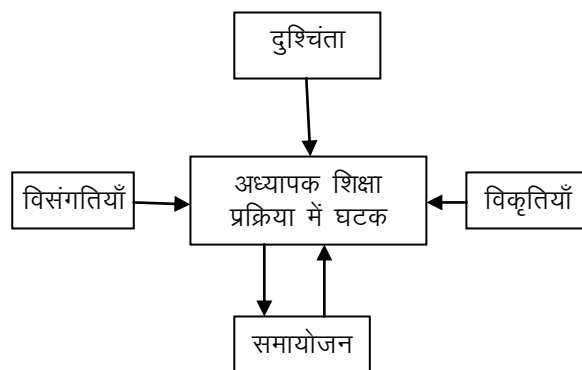 दुश्चिंता
विसंगतियाँ
अध्यापक शिक्षा
प्रक्रिया में घटक
विकृतियाँ
समायोजन